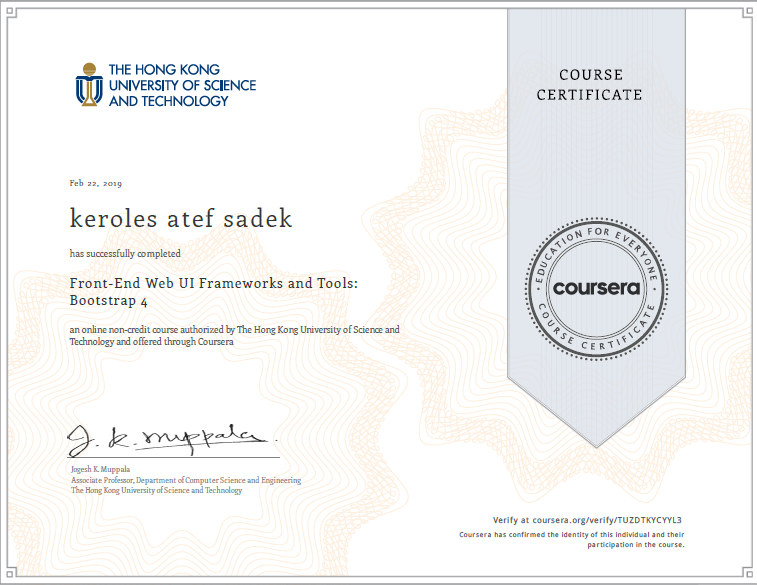 THE HONG KONG
UNIVERSITY OF SCIENCE
AND TECHNOLOGY
COURSE
CERTIFICATE
Feb 22, 2019
keroles atef sadek
has successfully completed
Front-End Web UI Frameworks and Tools:
Bootstrap 4
an online non-credit course authorized by The Hong Kong University of Science and
Technology and offered through Coursera
EDUCATION FOR EVERYONE
coursera
COURSE CERTIFICATE
J. K. Muppala
Jogesh K. Muppala
Associate Professor, Department of Computer Science and Engineering
The Hong Kong University of Science and Technology
Verify at coursera.org/verify/TUZDTKYCYYL3
Coursera has confirmed the identity of this individual and their
participation in the course.